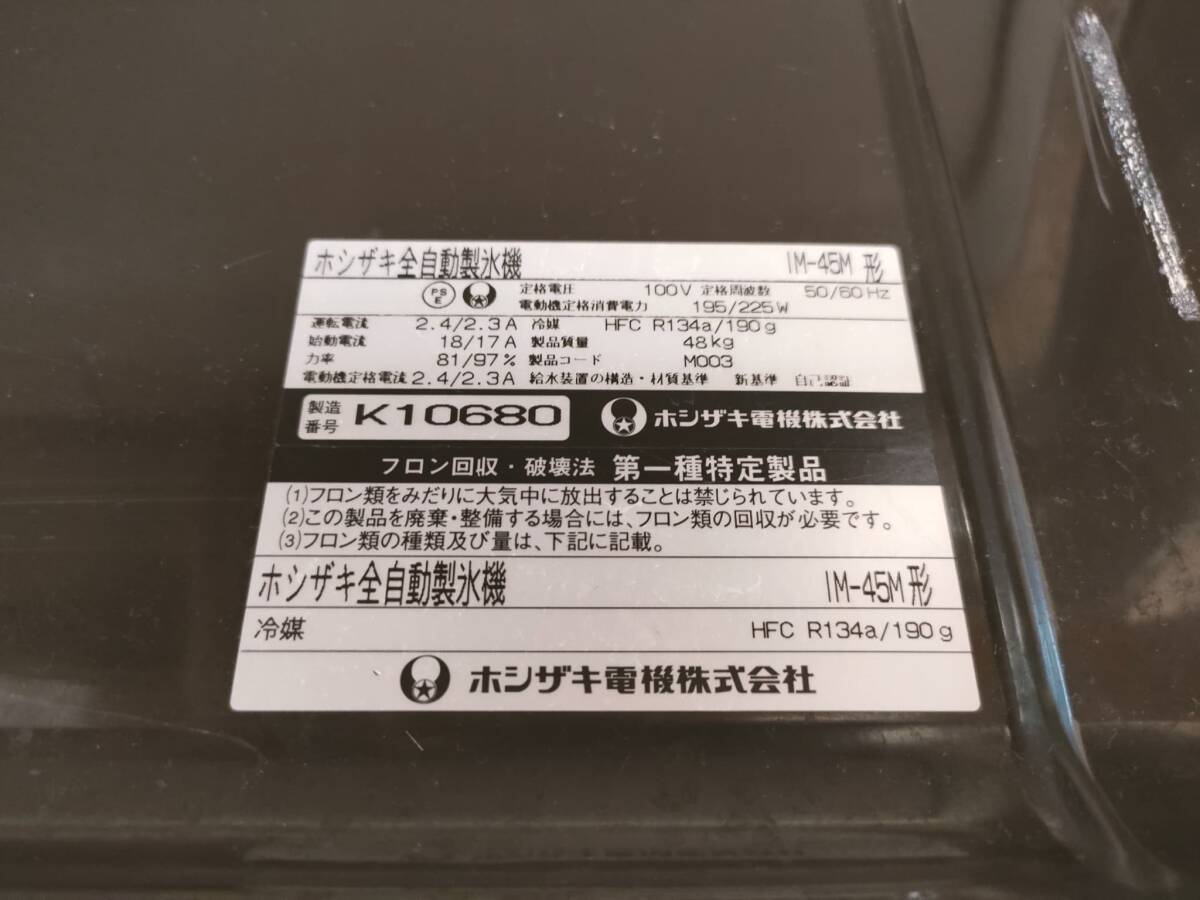 ホシザキ全自動製氷機 IM-45M 形
PS E 定格電圧 100V 定格周波数 50/60Hz
電動機定格消費電力 195/225W
運転電流 2.4/2.3A 冷媒 HFC R134a/190g
始動電流 18/17A 製品質量 48kg
力率 81/97% 製品コード M003
電動機定格電流 2.4/2.3A 給水装置の構造・材質基準 新基準
製造番号 K10680 ホシザキ電機株式会社
フロン回収・破壊法 第一種特定製品
(1)フロン類をみだりに大気中に放出することは禁じられています。
(2)この製品を廃棄・整備する場合には、フロン類の回収が必要です。
(3)フロン類の種類及び量は、下記に記載。
ホシザキ全自動製氷機 IM-45M 形
冷媒 HFC R134a/190g
ホシザキ電機株式会社